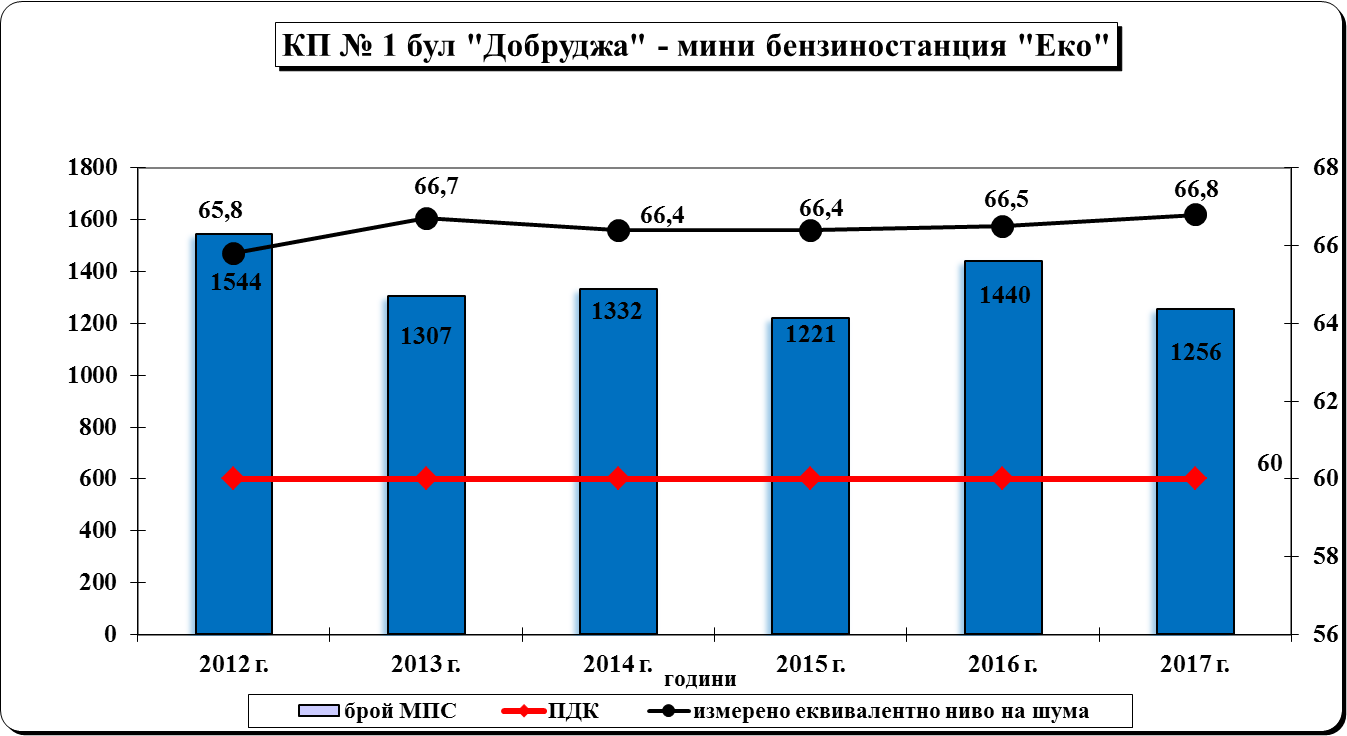 КП № 1 бул "Добруджа" - мини бензиностанция "Еко"
1800
1600
1400
1200
1000
800
600
400
200
0
68
66
64
62
60
58
56
65,8
66,7
66,4
66,4
66,5
66,8
1544
1307
1332
1221
1440
1256
60
2012 г.
2013 г.
2014 г.
2015 г.
2016 г.
2017 г.
години
брой МПС
ПДК
измерено еквивалентно ниво на шума